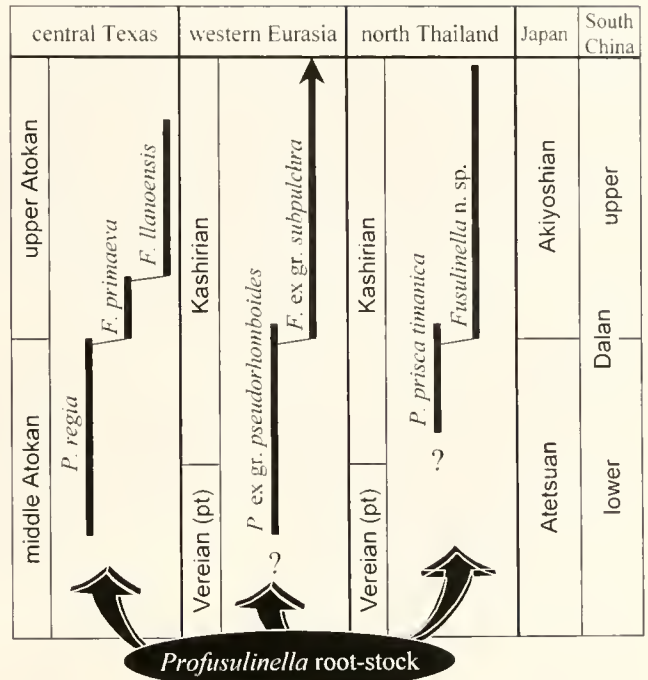 central Texas
western Eurasia
north Thailand
Japan
South
China
upper Atokan
middle Atokan
P. regia
F. primaeva
F. llanoensis
Kashirian
Vereian (pt)
P ex gr. pseudorhomboides
F. ex gr. subpulchra
?
Kashirian
Vereian (pt)
P. prisca timanica
Fusulinella n. sp.
?
Akiyoshian
Atetsuan
upper
Dalan
lower
Profusulinella root-stock